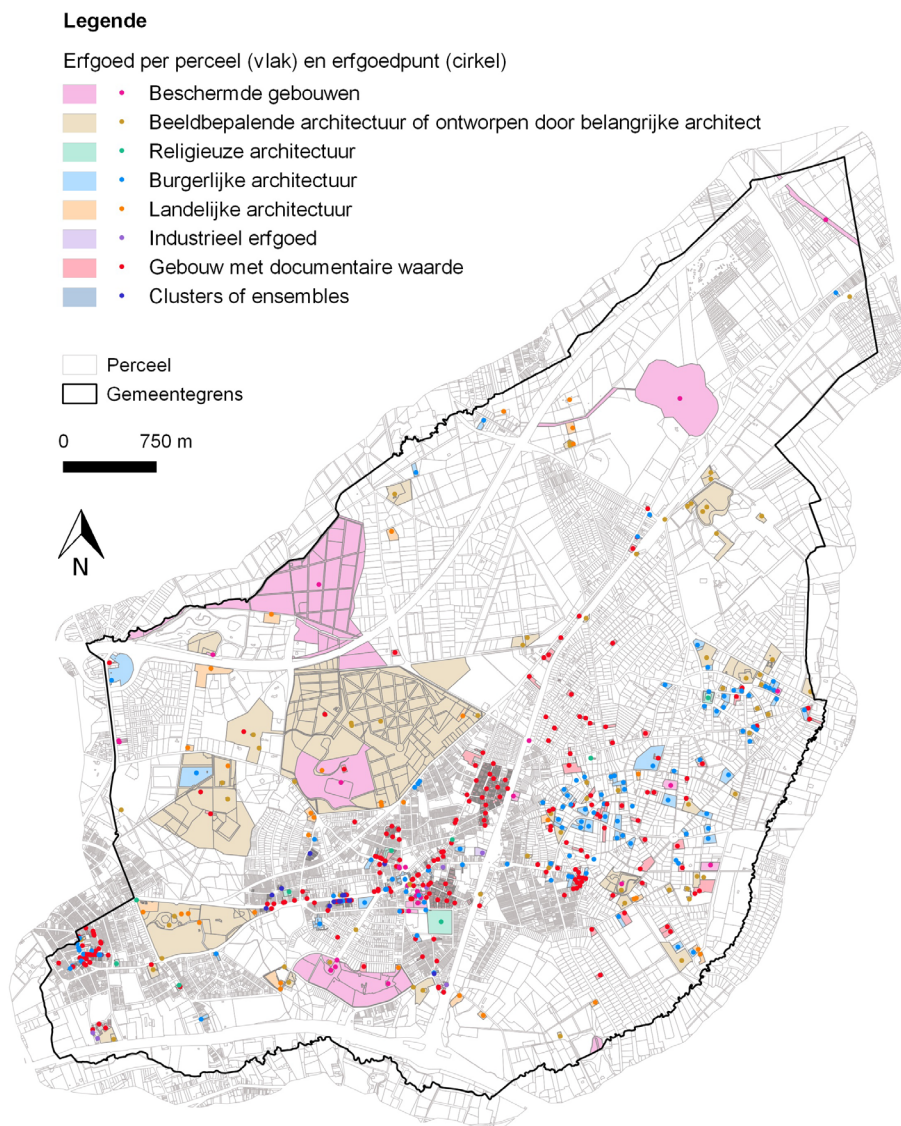 Legende
Erfgoed per perceel (vlak) en erfgoedpunt (cirkel)
Beschermde gebouwen
Beeldbepalende architectuur of ontworpen door belangrijke architect
Religieuze architectuur
Burgerlijke architectuur
Landelijke architectuur
Industrieel erfgoed
Gebouw met documentaire waarde
Clusters of ensembles
Perceel
Gemeentegrens
0 750 m
N